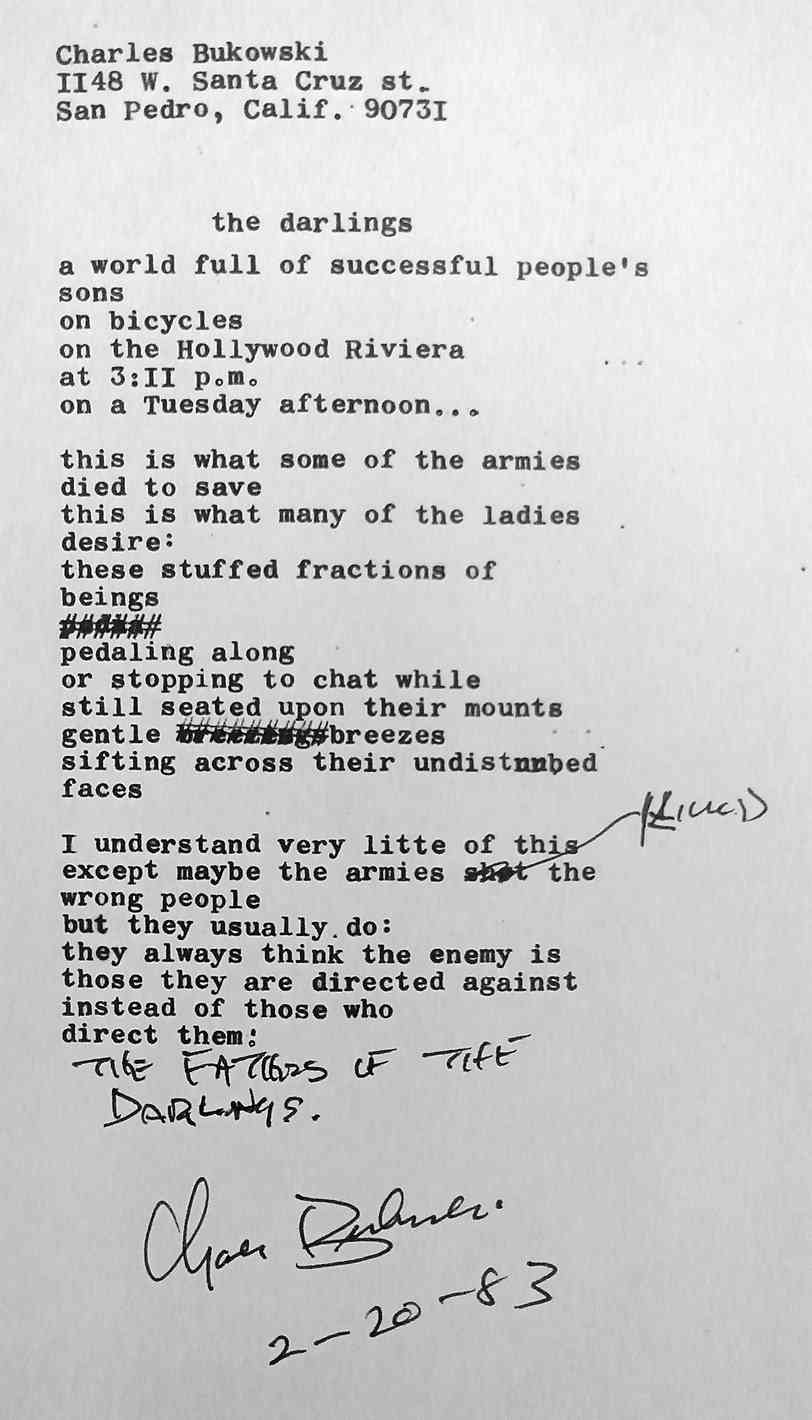 Charles Bukowski
II48 W. Santa Cruz st.
San Pedro, Calif. 9073I
the darlings
a world full of successful people's
sons
on bicycles
on the Hollywood Riviera
at 3:II p.m.
on a Tuesday afternoon...
this is what some of the armies
died to save
this is what many of the ladies
desire:
these stuffed fractions of
beings
pedaling along
or stopping to chat while
still seated upon their mounts
gentle breezes
sifting across their undistunbed
faces
KILLED
I understand very litte of this
except maybe the armies shot the
wrong people
but they usually do:
they always think the enemy is
those they are directed against
instead of those who
direct them:
THE FATHERS OF THE
DARLINGS.
Charles Bukowski
2-20-83